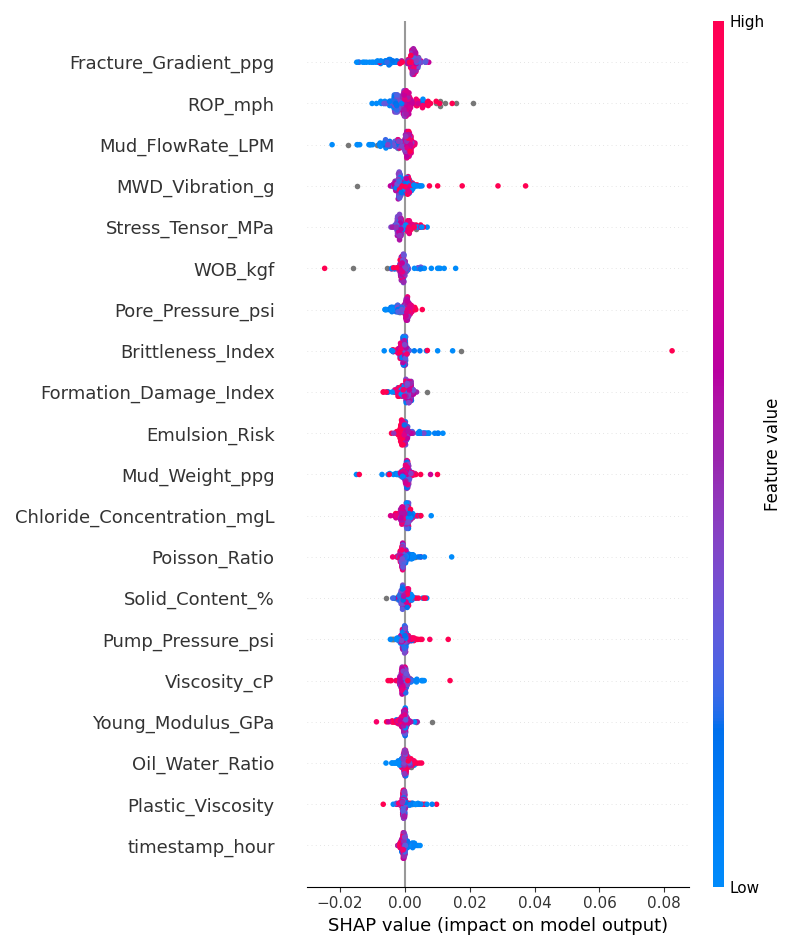 High
Fracture_Gradient_ppg
ROP_mph
Mud_FlowRate_LPM
MWD_Vibration_g
Stress_Tensor_MPa
WOB_kgf
Pore_Pressure_psi
Brittleness_Index
Formation_Damage_Index
Emulsion_Risk
Mud_Weight_ppg
Chloride_Concentration_mgL
Poisson_Ratio
Solid_Content_%
Pump_Pressure_psi
Viscosity_cP
Young_Modulus_GPa
Oil_Water_Ratio
Plastic_Viscosity
timestamp_hour
Feature value
Low
−0.02 0.00 0.02 0.04 0.06 0.08
SHAP value (impact on model output)